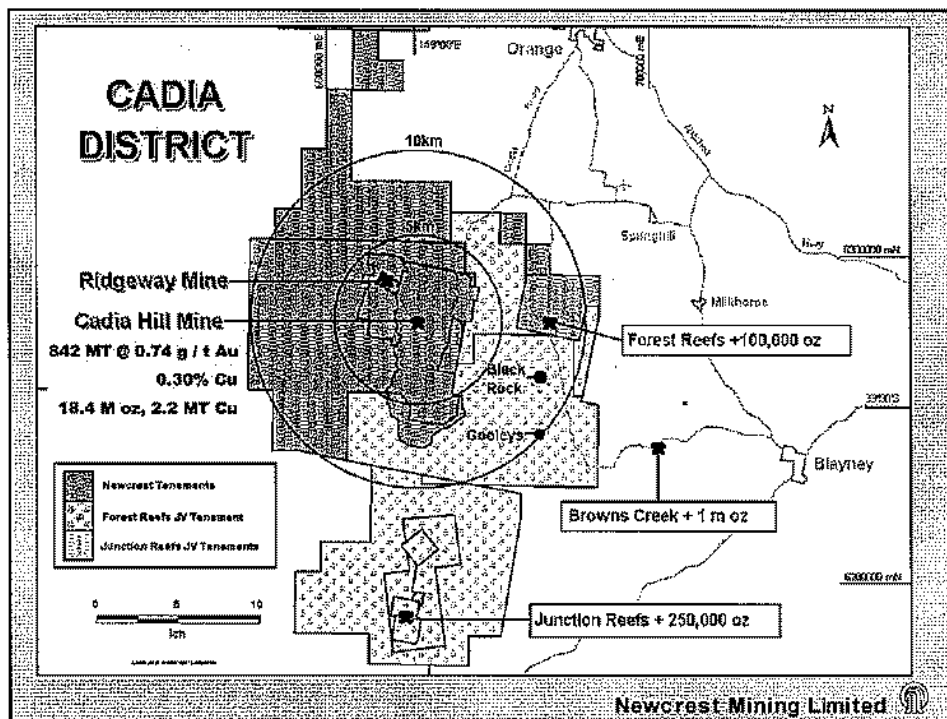 CADIA
DISTRICT
Orange
149°00'E
10km
5km
N
Springhill
Millthorpe
Ridgeway Mine
Cadia Hill Mine
842 MT @ 0.74 g / t Au
0.30% Cu
18.4 M oz, 2.2 MT Cu
Forest Reefs +100,000 oz
Black
Rock
Gooleys
Blayney
Browns Creek + 1 m oz
Newcrest Tenements
Forest Reefs JV Tenement
Junction Reefs JV Tenements
0 5 10
km
Junction Reefs + 250,000 oz
Newcrest Mining Limited